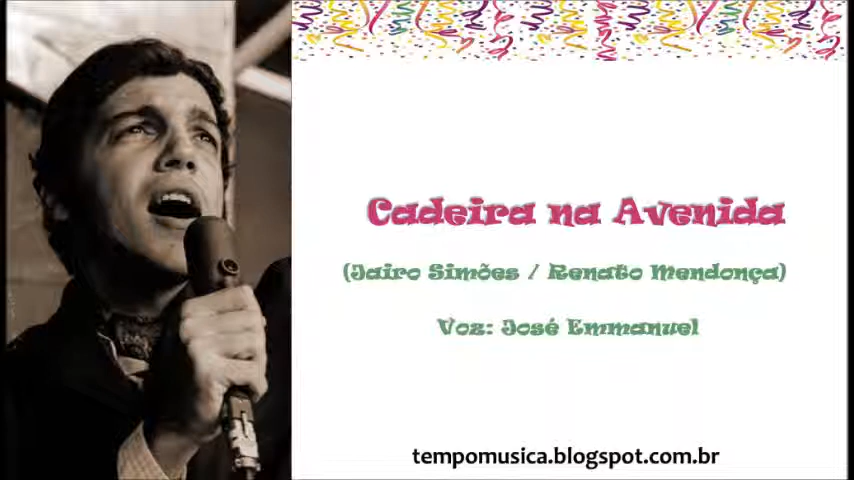 Cadeira na Avenida
(Jairo Simões / Renato Mendonça)
Voz: José Emmanuel
tempomusica.blogspot.com.br